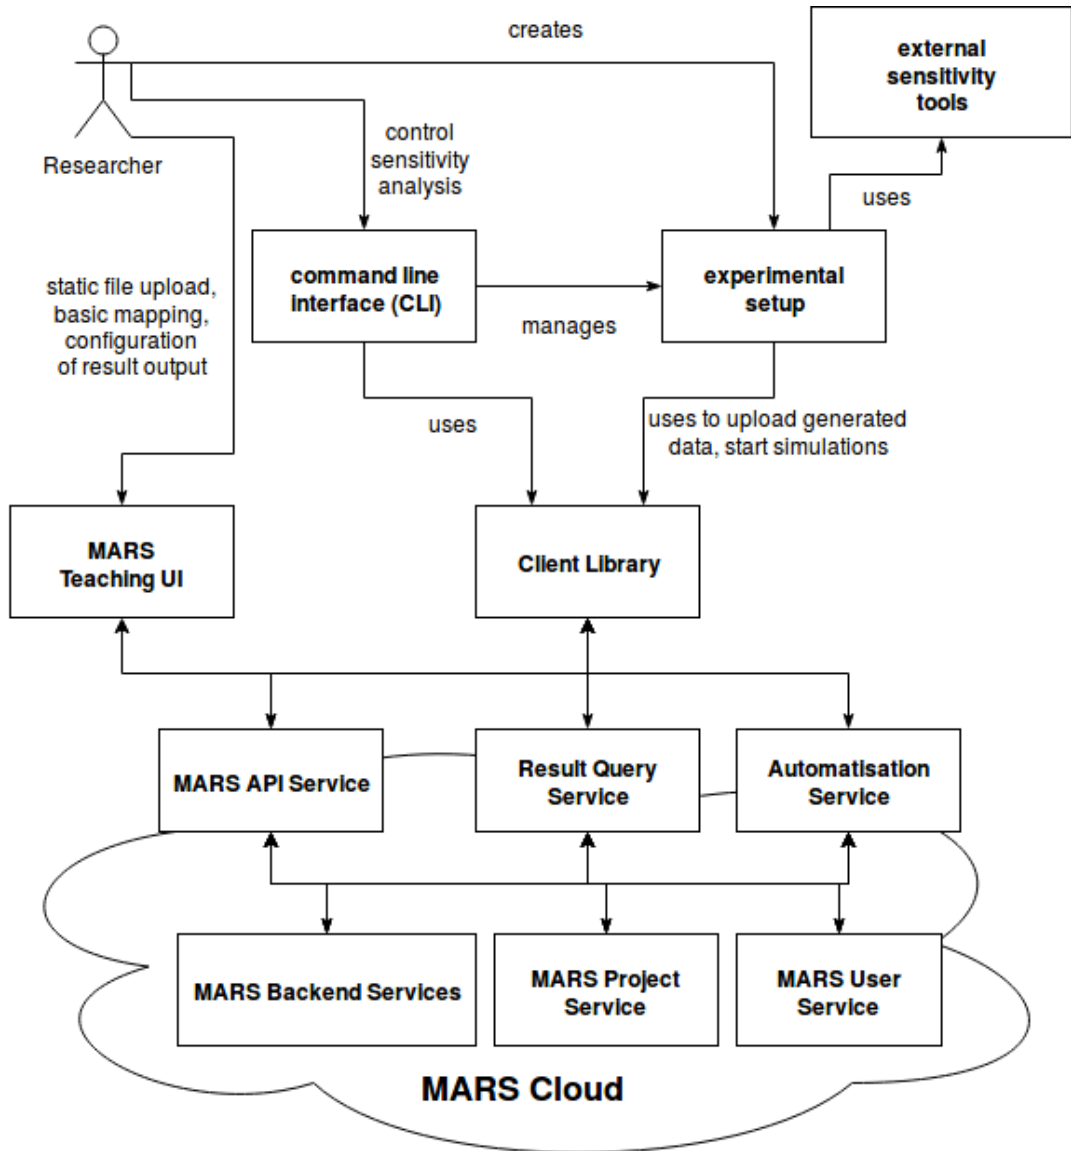 creates
external
sensitivity
tools
Researcher
control
sensitivity
analysis
uses
static file upload,
basic mapping,
configuration
of result output
command line
interface (CLI)
manages
experimental
setup
uses
uses to upload generated
data, start simulations
MARS
Teaching UI
Client Library
MARS API Service
Result Query
Service
Automatisation
Service
MARS Backend Services
MARS Project
Service
MARS User
Service
MARS Cloud